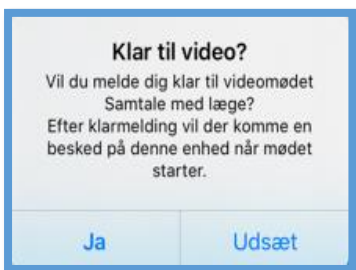 Klar til video?
Vil du melde dig klar til videomødet
Samtale med læge?
Efter klarmelding vil der komme en
besked på denne enhed når mødet
starter.
Ja
Udsæt